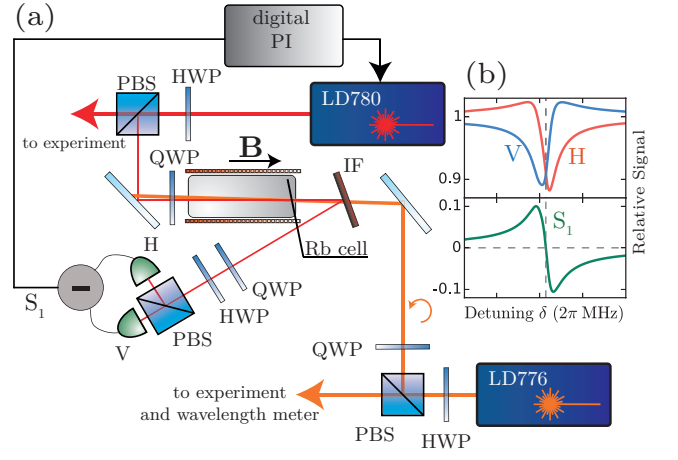 (a)
digital
PI
PBS
HWP
LD780
to experiment
QWP
B
IF
Rb cell
H
S1
V
PBS
HWP
QWP
QWP
to experiment
and wavelength meter
PBS
HWP
LD776
(b)
1
0.9
V
H
0.1
0
-0.1
S1
Relative Signal
Detuning δ (2π MHz)